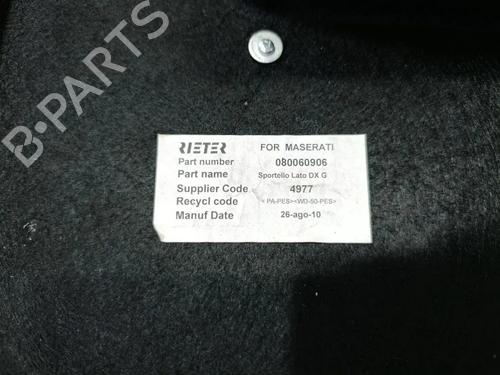 B-PARTS
RIETER FOR MASERATI
Part number 080060906
Part name Sportello Lato DX G
Supplier Code 4977
Recycl code < PA-PES><WD-50-PES>
Manuf Date 26-ago-10